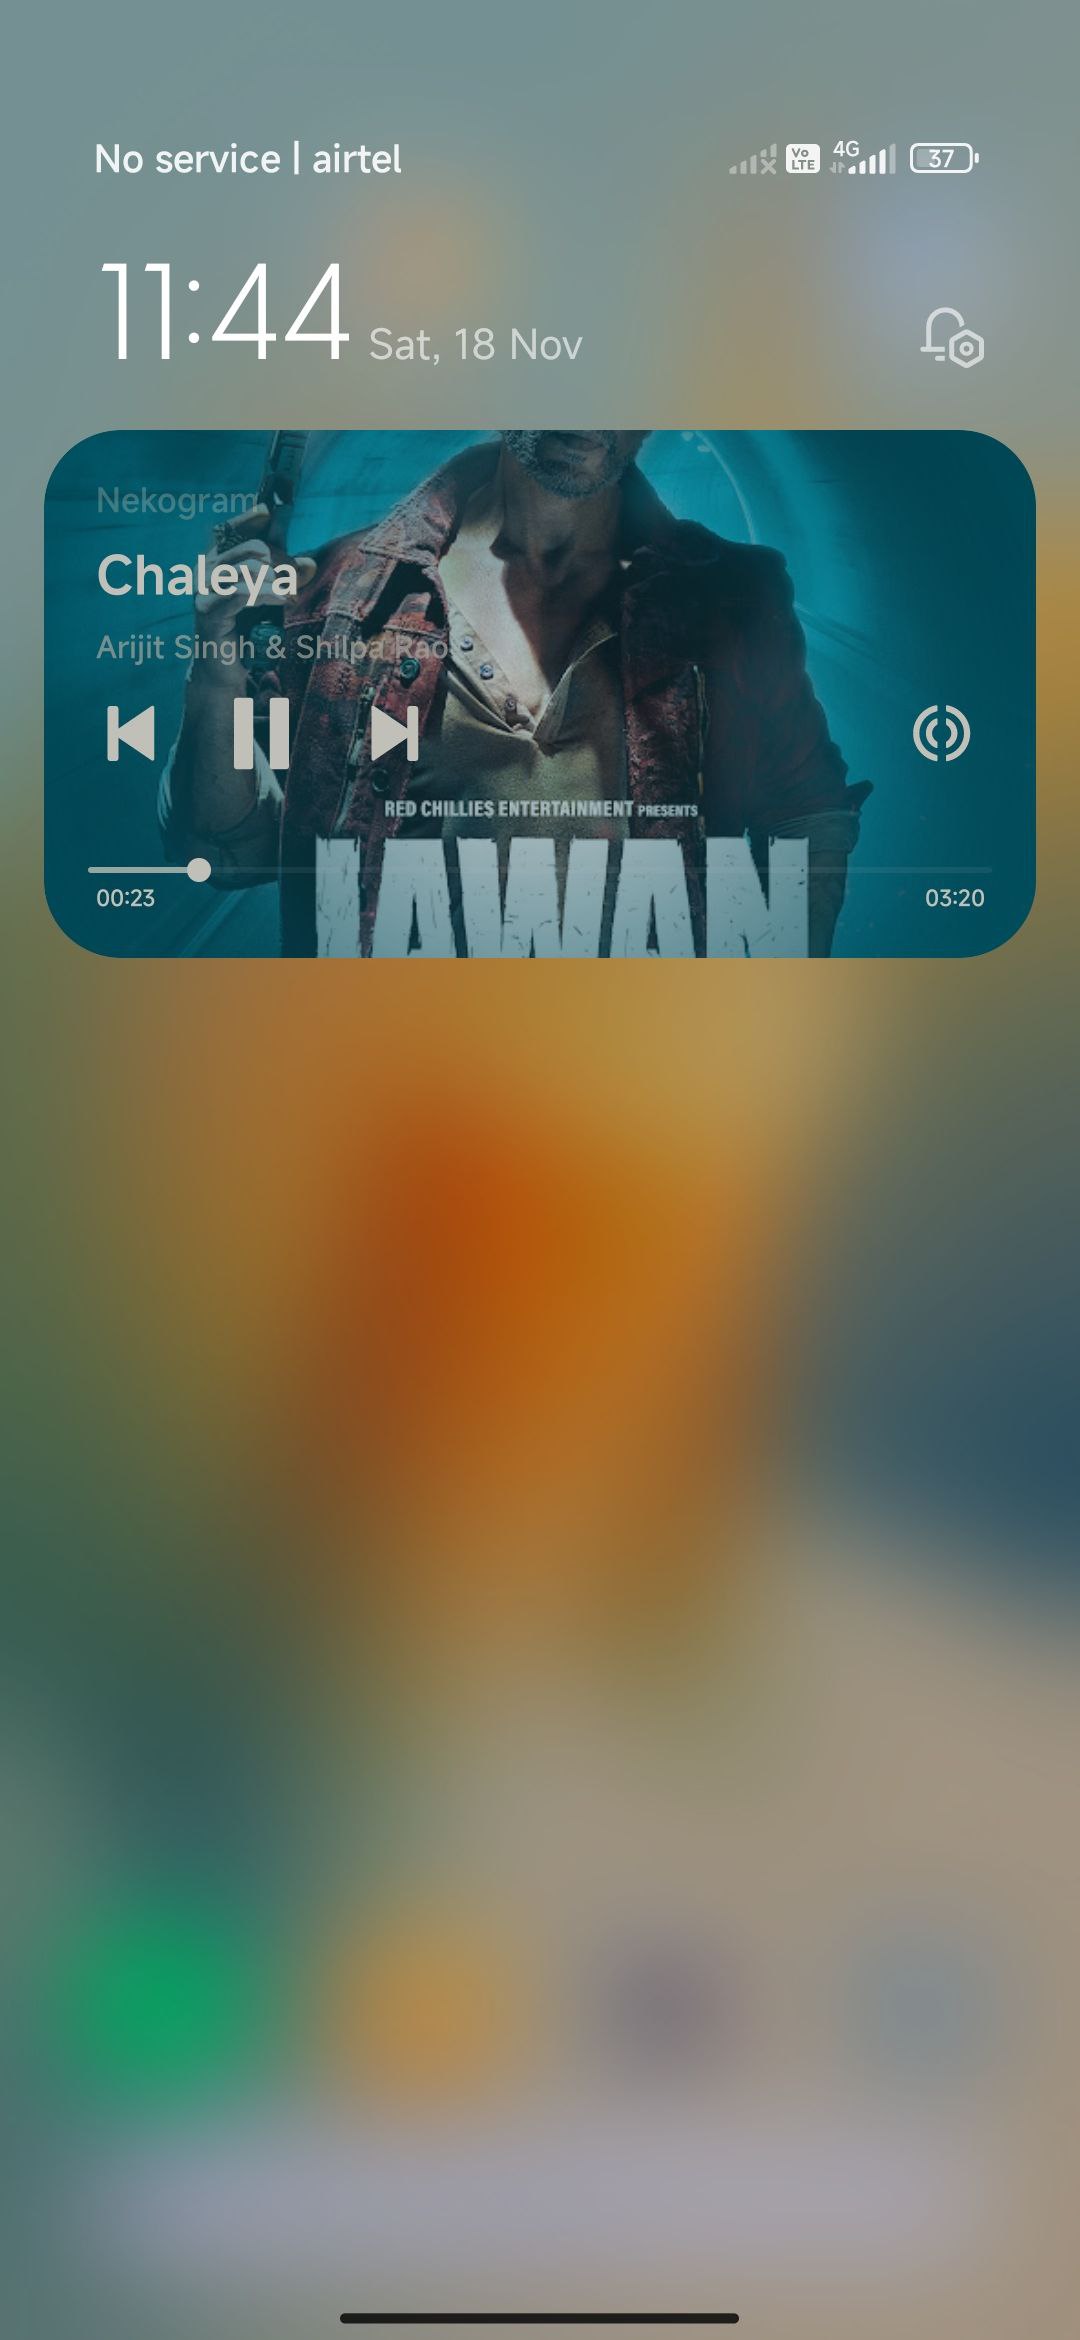 No service | airtel
Vo LTE 4G 37
11:44 Sat, 18 Nov
Nekogram
Chaleya
Arijit Singh & Shilpa Rao
RED CHILLIES ENTERTAINMENT PRESENTS
JAWAN
00:23 03:20